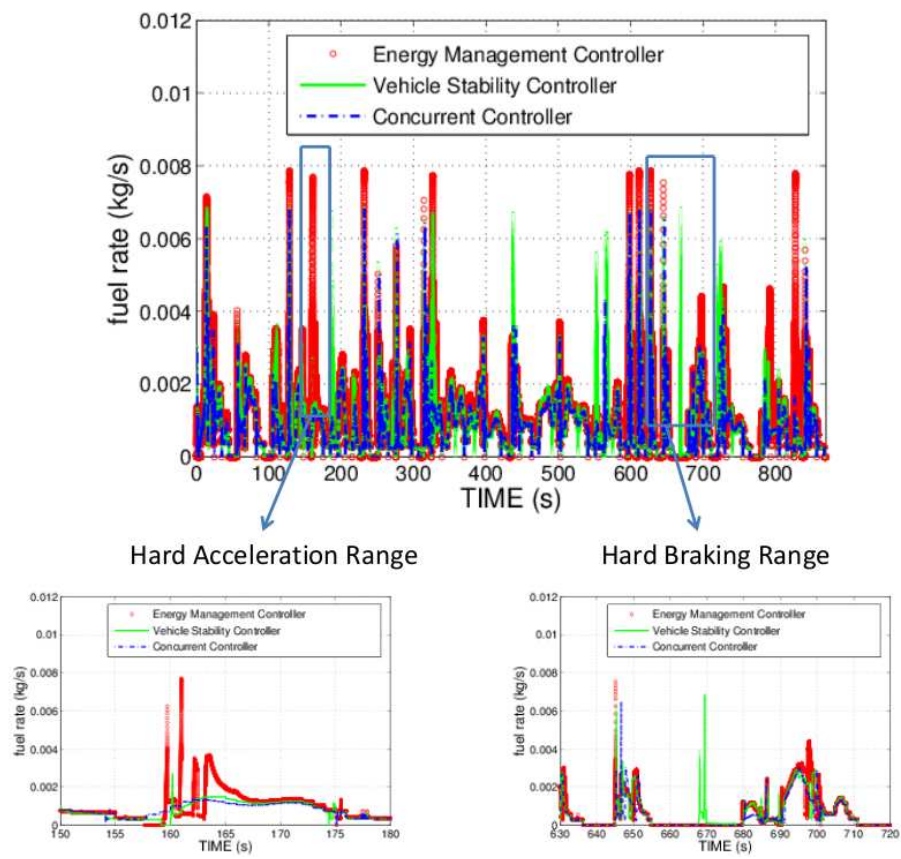 0.012
0.01
0.008
0.006
0.004
0.002
0
fuel rate (kg/s)
Energy Management Controller
Vehicle Stability Controller
Concurrent Controller
0 100 200 300 400 500 600 700 800
TIME (s)
Hard Acceleration Range
Hard Braking Range
0.012
0.01
0.008
0.006
0.004
0.002
0
fuel rate (kg/s)
Energy Management Controller
Vehicle Stability Controller
Concurrent Controller
150 155 160 165 170 175 180
TIME (s)
0.012
0.01
0.008
0.006
0.004
0.002
0
fuel rate (kg/s)
Energy Management Controller
Vehicle Stability Controller
Concurrent Controller
630 640 650 660 670 680 690 700 710 720
TIME (s)